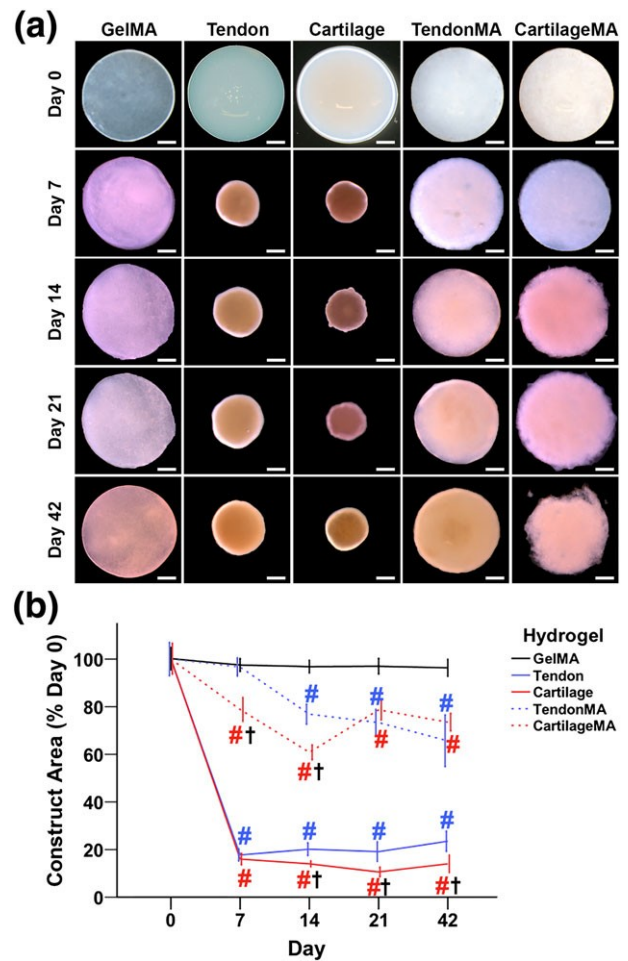 (a)
GelMA Tendon Cartilage TendonMA CartilageMA
Day 0
Day 7
Day 14
Day 21
Day 42
(b)
Construct Area (% Day 0)
100
80
60
40
20
0
# # #
#† #† # #
# # # #
# #† #† #†
0 7 14 21 42
Day
Hydrogel
GelMA
Tendon
Cartilage
TendonMA
CartilageMA